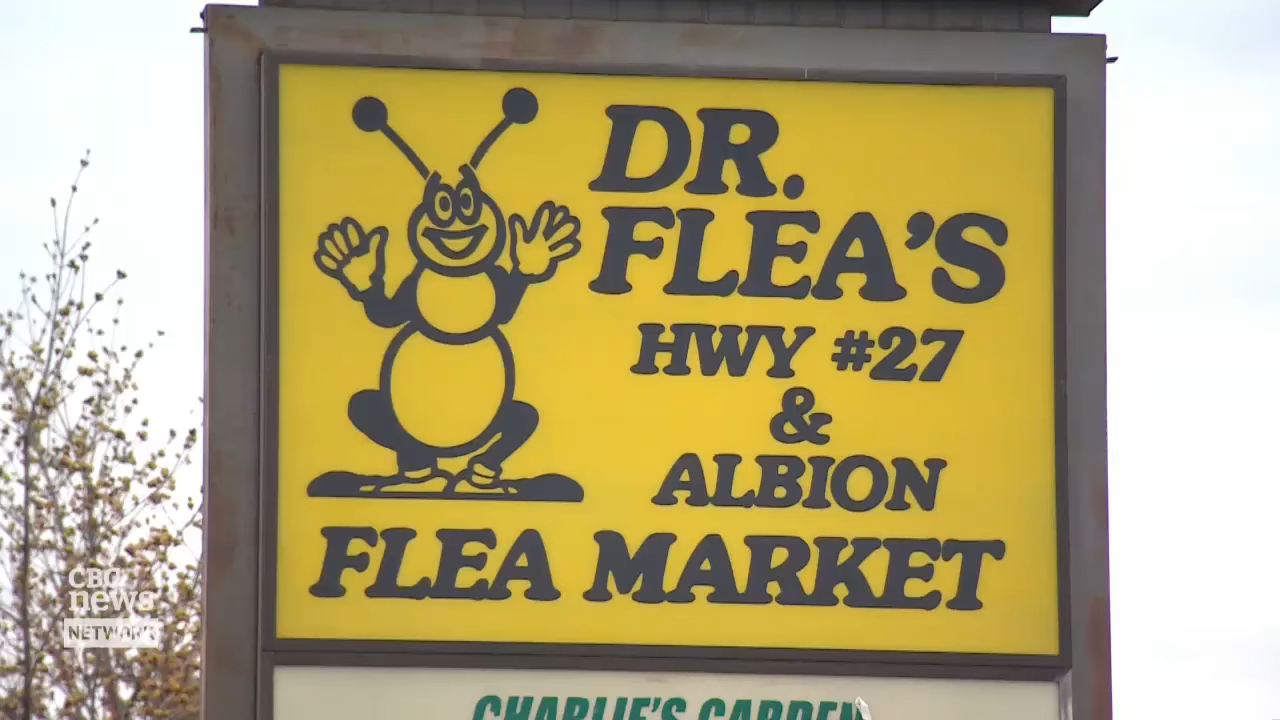 DR.
FLEA'S
HWY #27
&
ALBION
FLEA MARKET
CBC
news
NETWORK
CHARLIE'S GARDEN